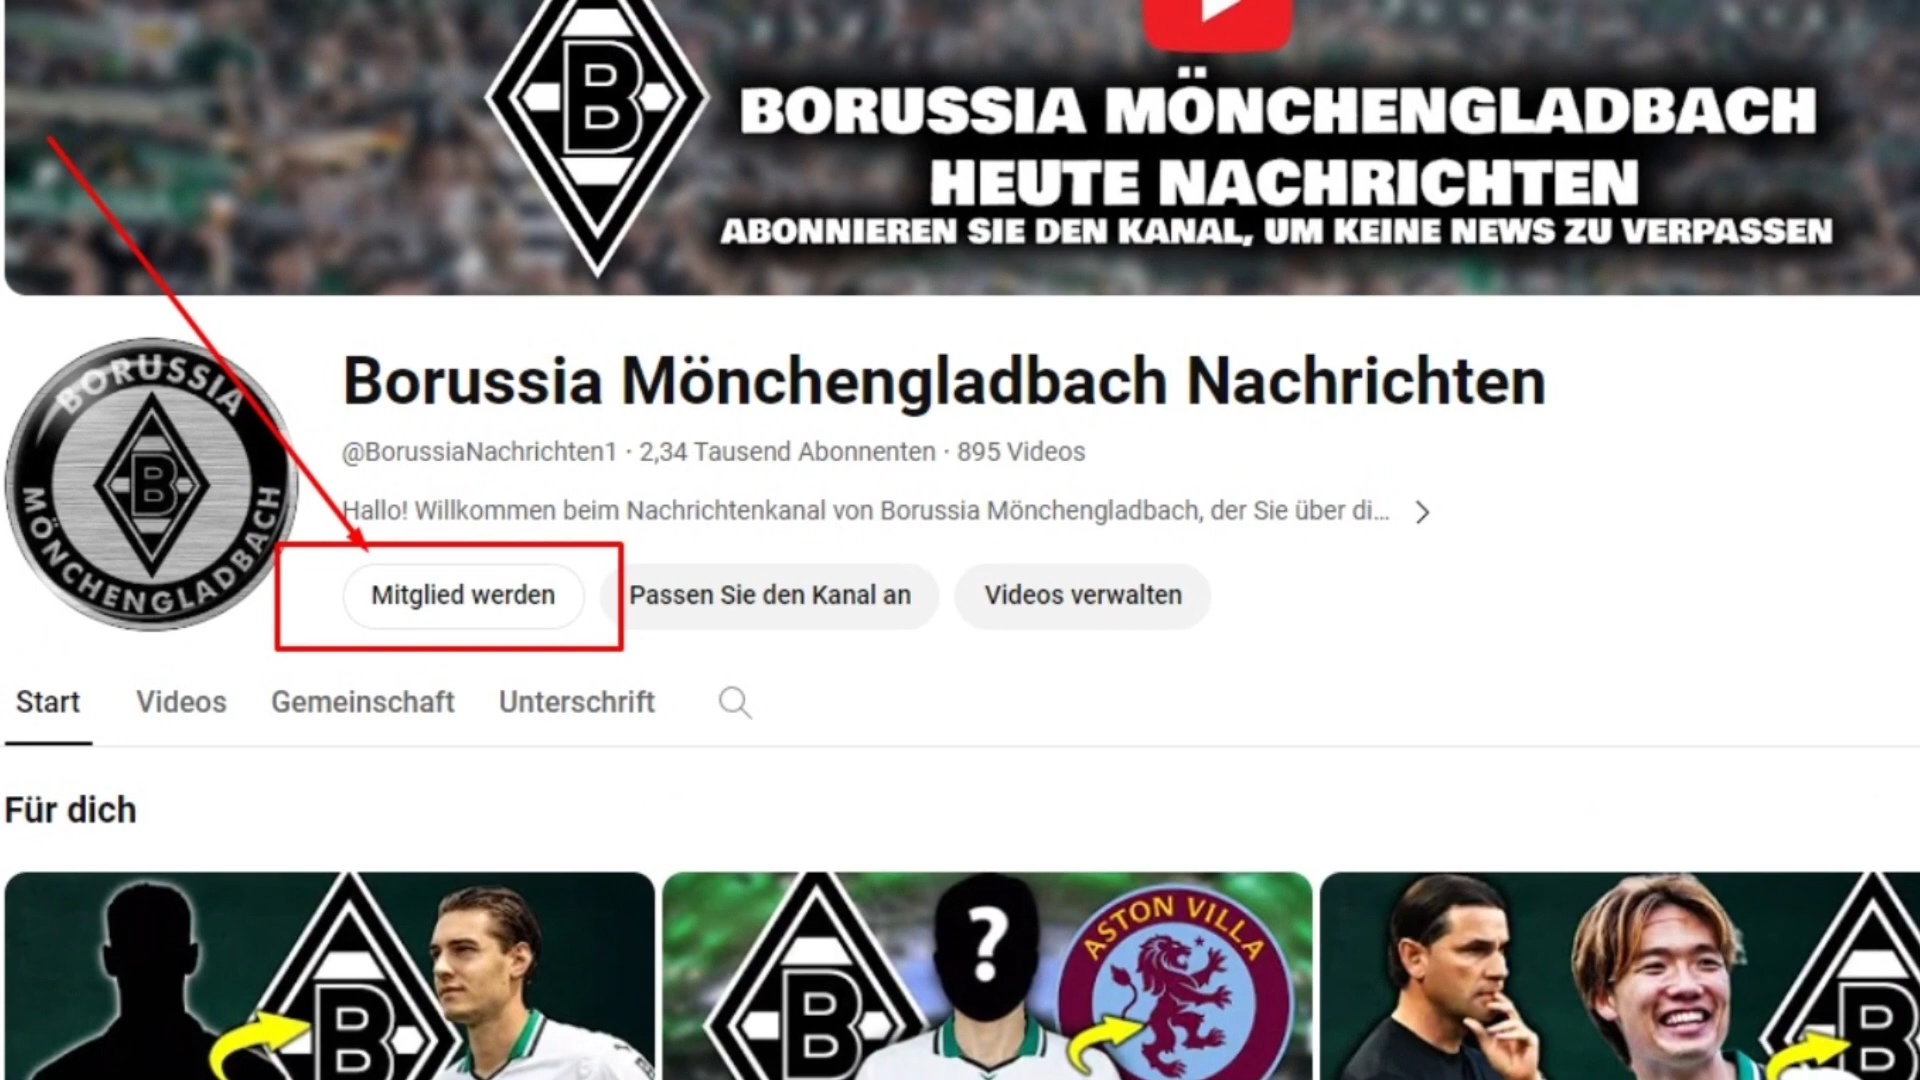 B
BORUSSIA MÖNCHENGLADBACH
HEUTE NACHRICHTEN
ABONNIEREN SIE DEN KANAL, UM KEINE NEWS ZU VERPASSEN
BORUSSIA
B
MÖNCHENGLADBACH
Borussia Mönchengladbach Nachrichten
@BorussiaNachrichten1 · 2,34 Tausend Abonnenten · 895 Videos
Hallo! Willkommen beim Nachrichtenkanal von Borussia Mönchengladbach, der Sie über di...
Mitglied werden
Passen Sie den Kanal an
Videos verwalten
Start Videos Gemeinschaft Unterschrift
Für dich
B
B
?
ASTON VILLA
B